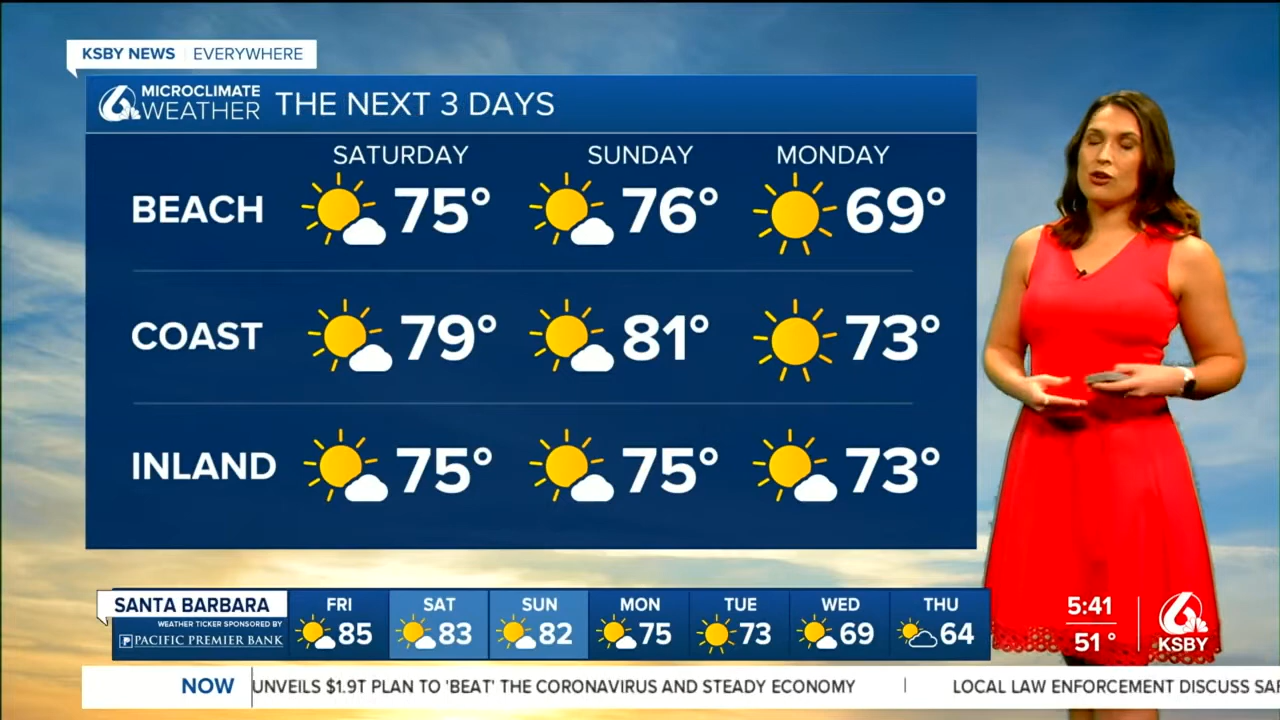 KSBY NEWS EVERYWHERE
6 MICROCLIMATE WEATHER THE NEXT 3 DAYS
SATURDAY SUNDAY MONDAY
BEACH 75° 76° 69°
COAST 79° 81° 73°
INLAND 75° 75° 73°
SANTA BARBARA FRI SAT SUN MON TUE WED THU
WEATHER TICKER SPONSORED BY
PACIFIC PREMIER BANK 85 83 82 75 73 69 64
5:41
51°
6
KSBY
NOW UNVEILS $1.9T PLAN TO 'BEAT' THE CORONAVIRUS AND STEADY ECONOMY | LOCAL LAW ENFORCEMENT DISCUSS